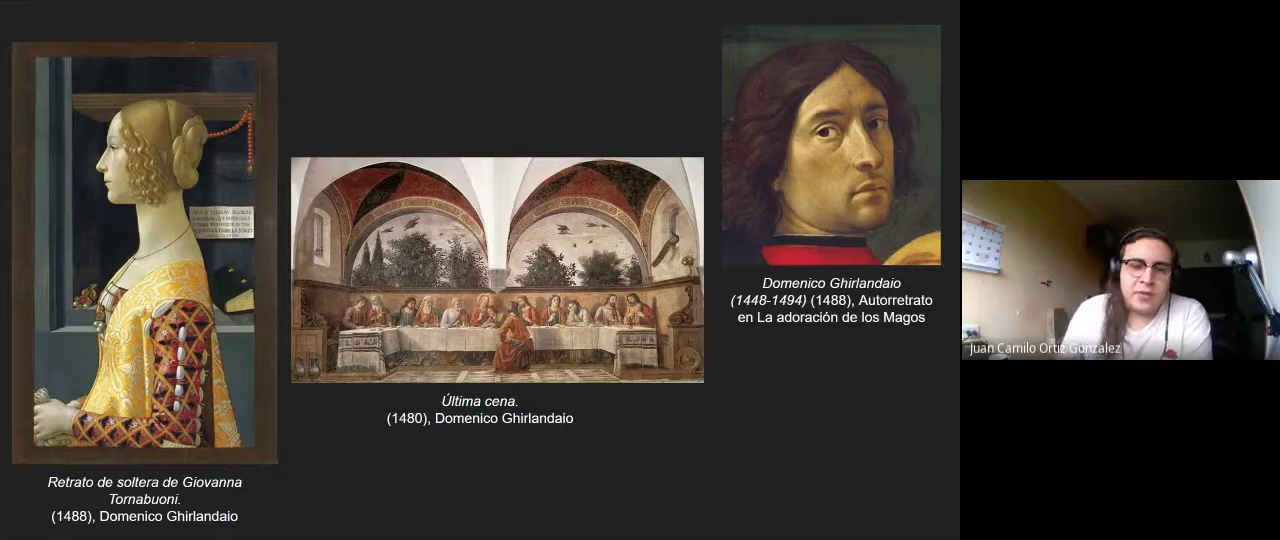 Retrato de soltera de Giovanna
Tornabuoni.
(1488), Domenico Ghirlandaio
Última cena.
(1480), Domenico Ghirlandaio
Domenico Ghirlandaio
(1448-1494) (1488), Autorretrato
en La adoración de los Magos
Juan Camilo Ortiz Gonzalez